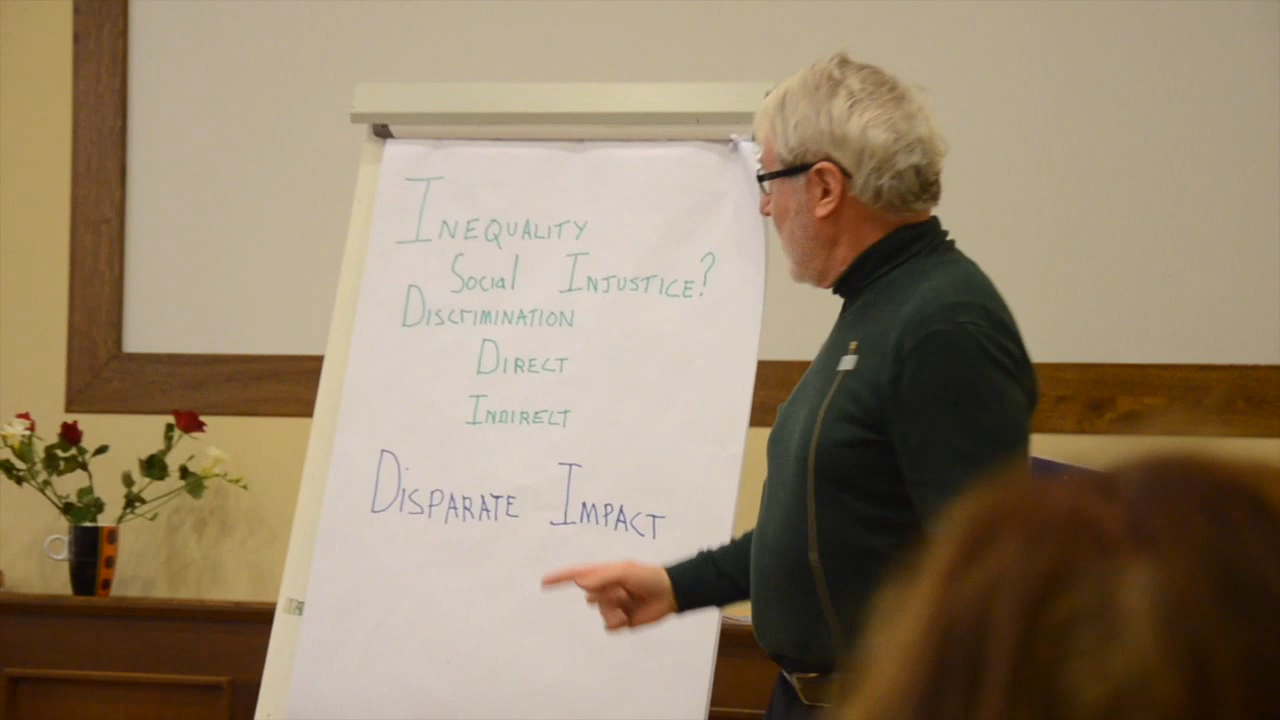 INEQUALITY
SOCIAL INJUSTICE?
DISCRIMINATION
DIRECT
INDIRECT
DISPARATE IMPACT